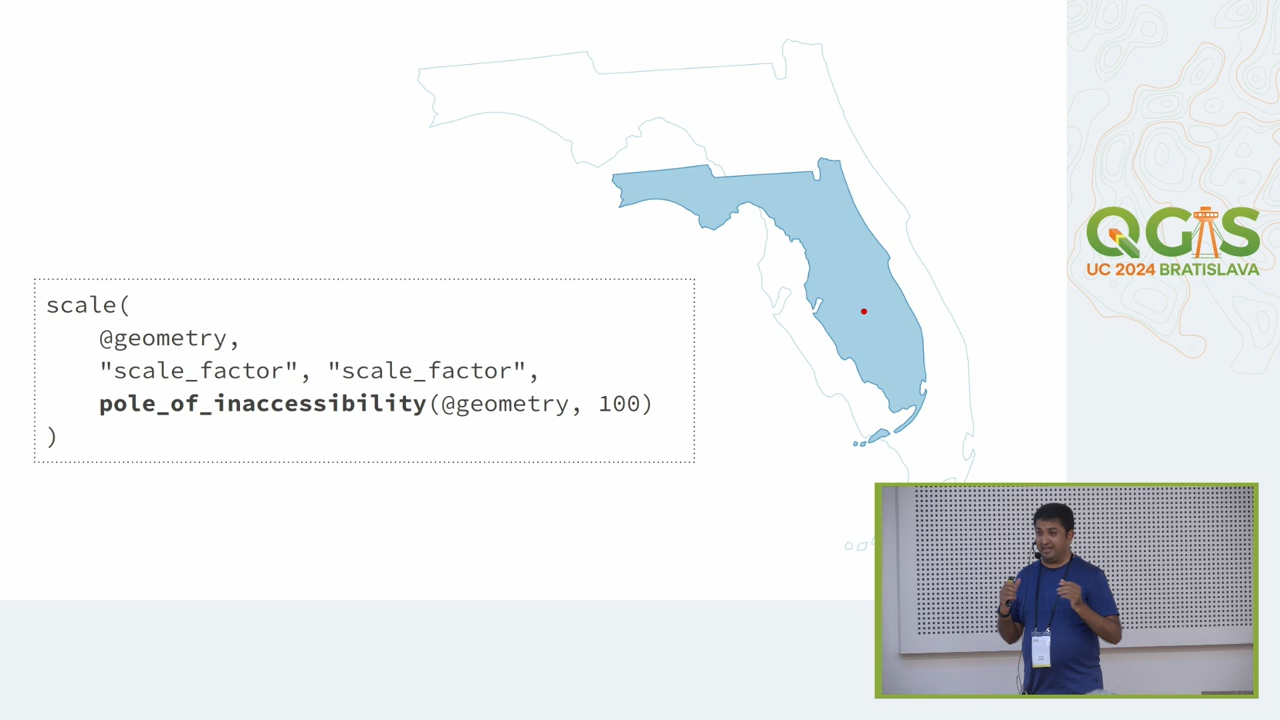 scale(
@geometry,
"scale_factor", "scale_factor",
pole_of_inaccessibility(@geometry, 100)
)
QGIS
UC 2024 BRATISLAVA